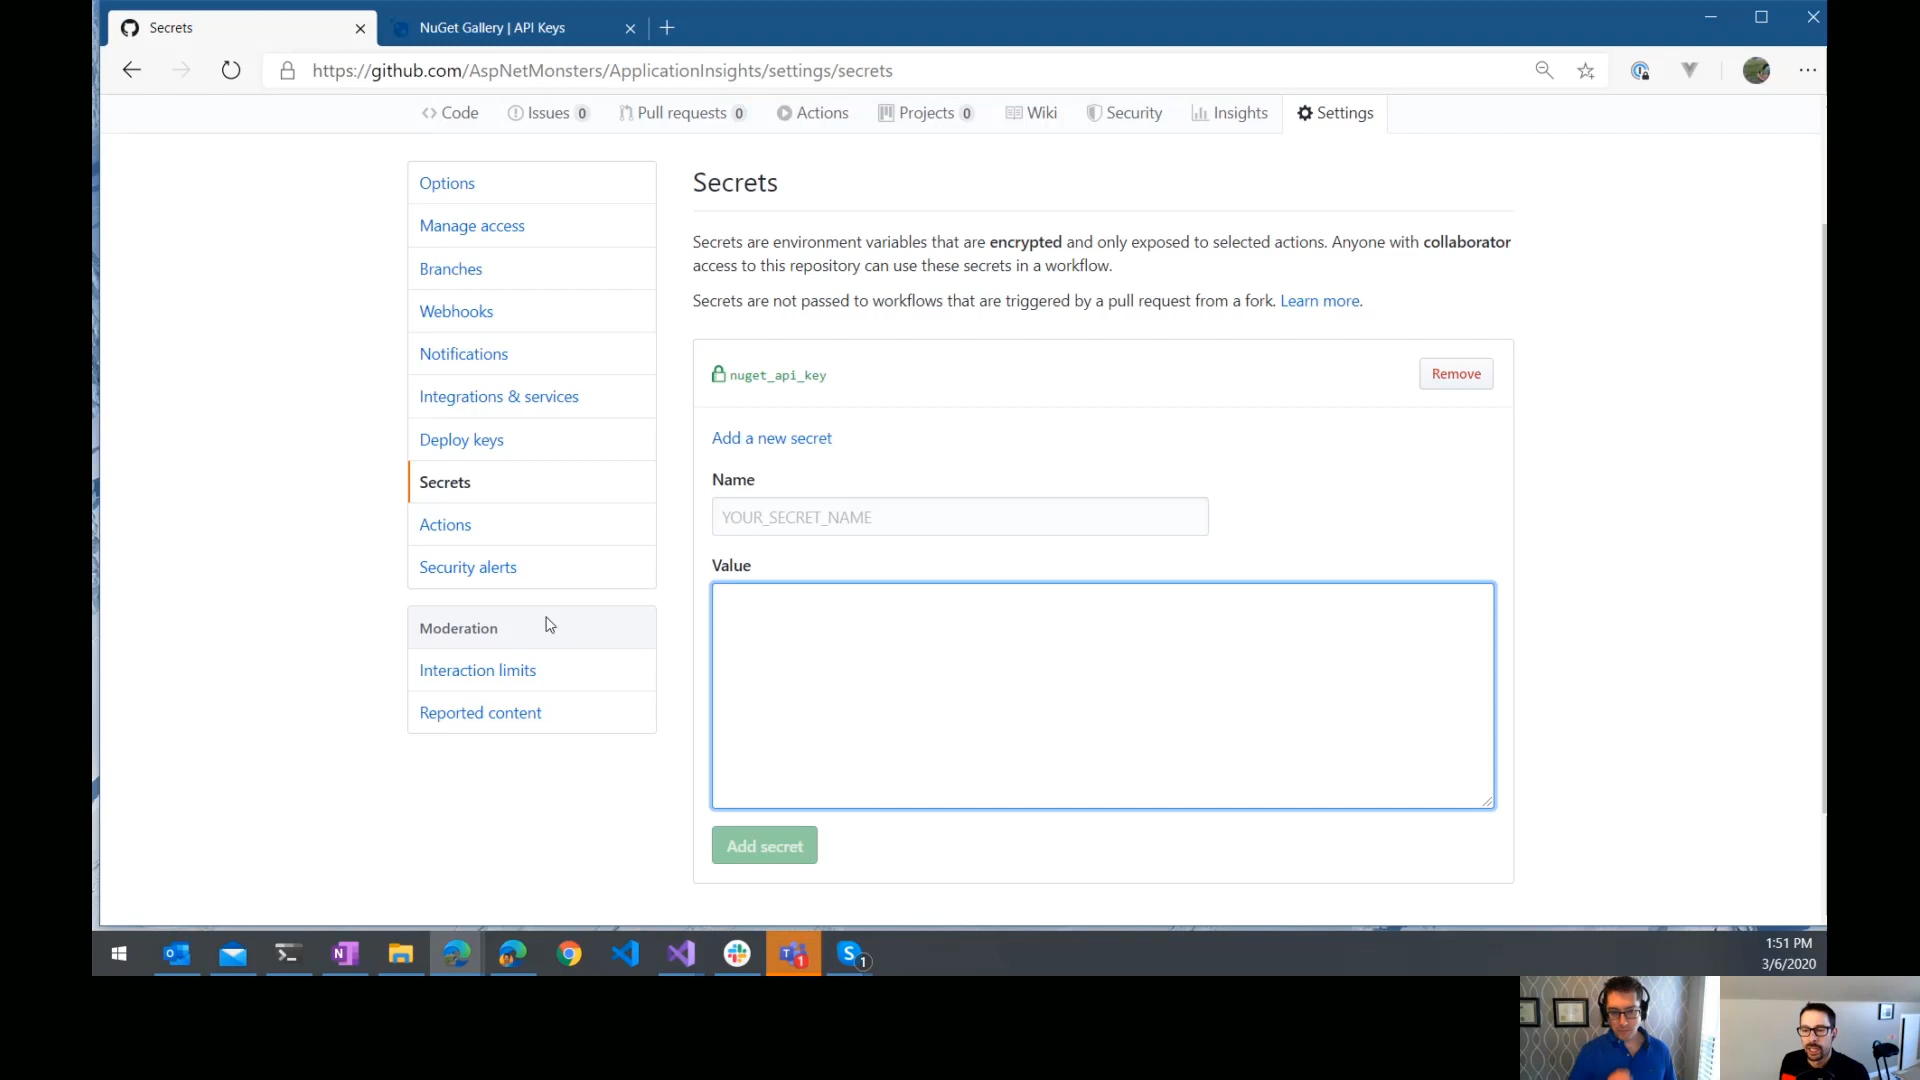 Secrets
NuGet Gallery | API Keys
https://github.com/AspNetMonsters/ApplicationInsights/settings/secrets
Code
Issues 0
Pull requests 0
Actions
Projects 0
Wiki
Security
Insights
Settings
Options
Manage access
Branches
Webhooks
Notifications
Integrations & services
Deploy keys
Secrets
Actions
Security alerts
Moderation
Interaction limits
Reported content
Secrets
Secrets are environment variables that are encrypted and only exposed to selected actions. Anyone with collaborator
access to this repository can use these secrets in a workflow.
Secrets are not passed to workflows that are triggered by a pull request from a fork. Learn more.
nuget_api_key
Remove
Add a new secret
Name
YOUR_SECRET_NAME
Value
Add secret
1:51 PM
3/6/2020